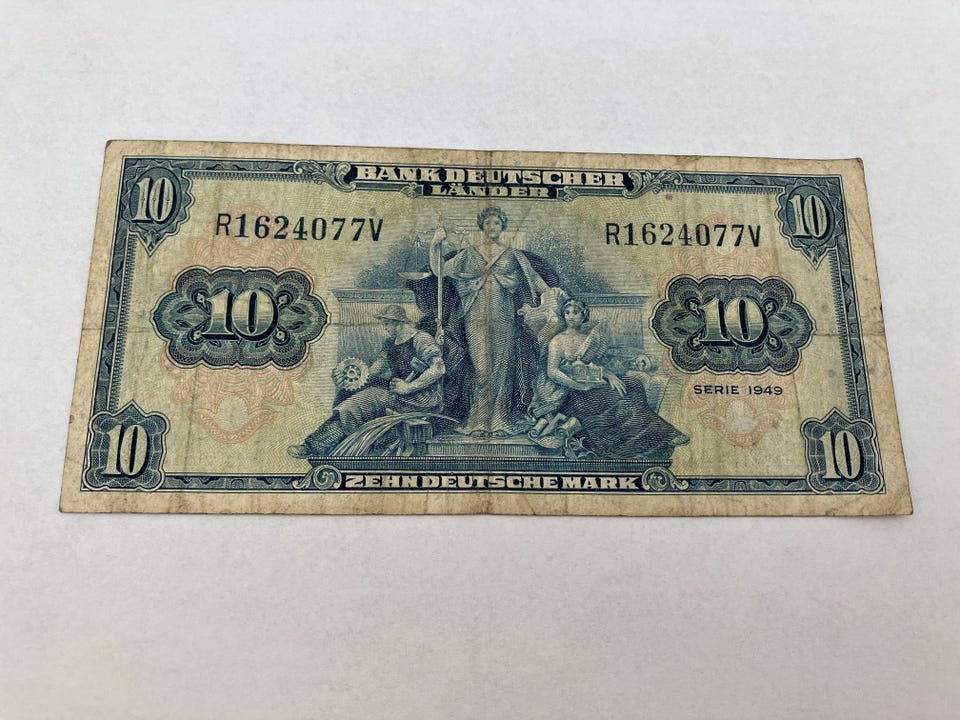 BANK DEUTSCHER
LÄNDER
10
10
R1624077V
R1624077V
10
10
SERIE 1949
10
10
ZEHN DEUTSCHE MARK